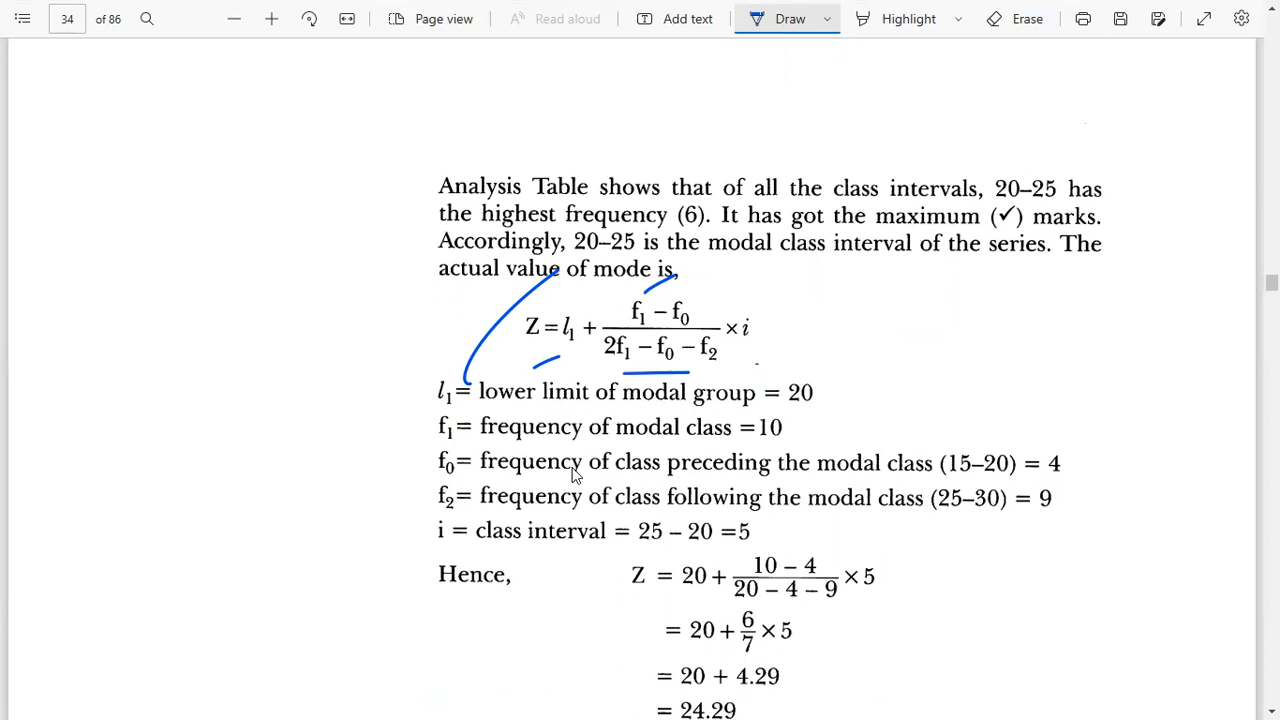 34 of 86 Page view Read aloud Add text Draw Highlight Erase
Analysis Table shows that of all the class intervals, 20–25 has
the highest frequency (6). It has got the maximum (✓) marks.
Accordingly, 20–25 is the modal class interval of the series. The
actual value of mode is,
Z = l₁ + (f₁ – f₀) / (2f₁ – f₀ – f₂) × i
l₁= lower limit of modal group = 20
f₁= frequency of modal class =10
f₀= frequency of class preceding the modal class (15–20) = 4
f₂= frequency of class following the modal class (25–30) = 9
i = class interval = 25 – 20 =5
Hence, Z = 20 + (10 – 4) / (20 – 4 – 9) × 5
= 20 + 6/7 × 5
= 20 + 4.29
= 24.29